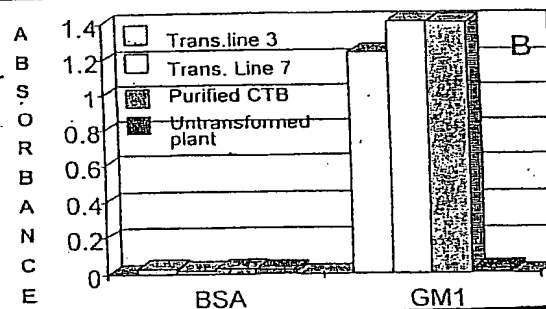 ABSORBANCE
1.4
1.2
1
0.8
0.6
0.4
0.2
0
Trans.line 3
Trans. Line 7
Purified CTB
Untransformed
plant
B
BSA GM1